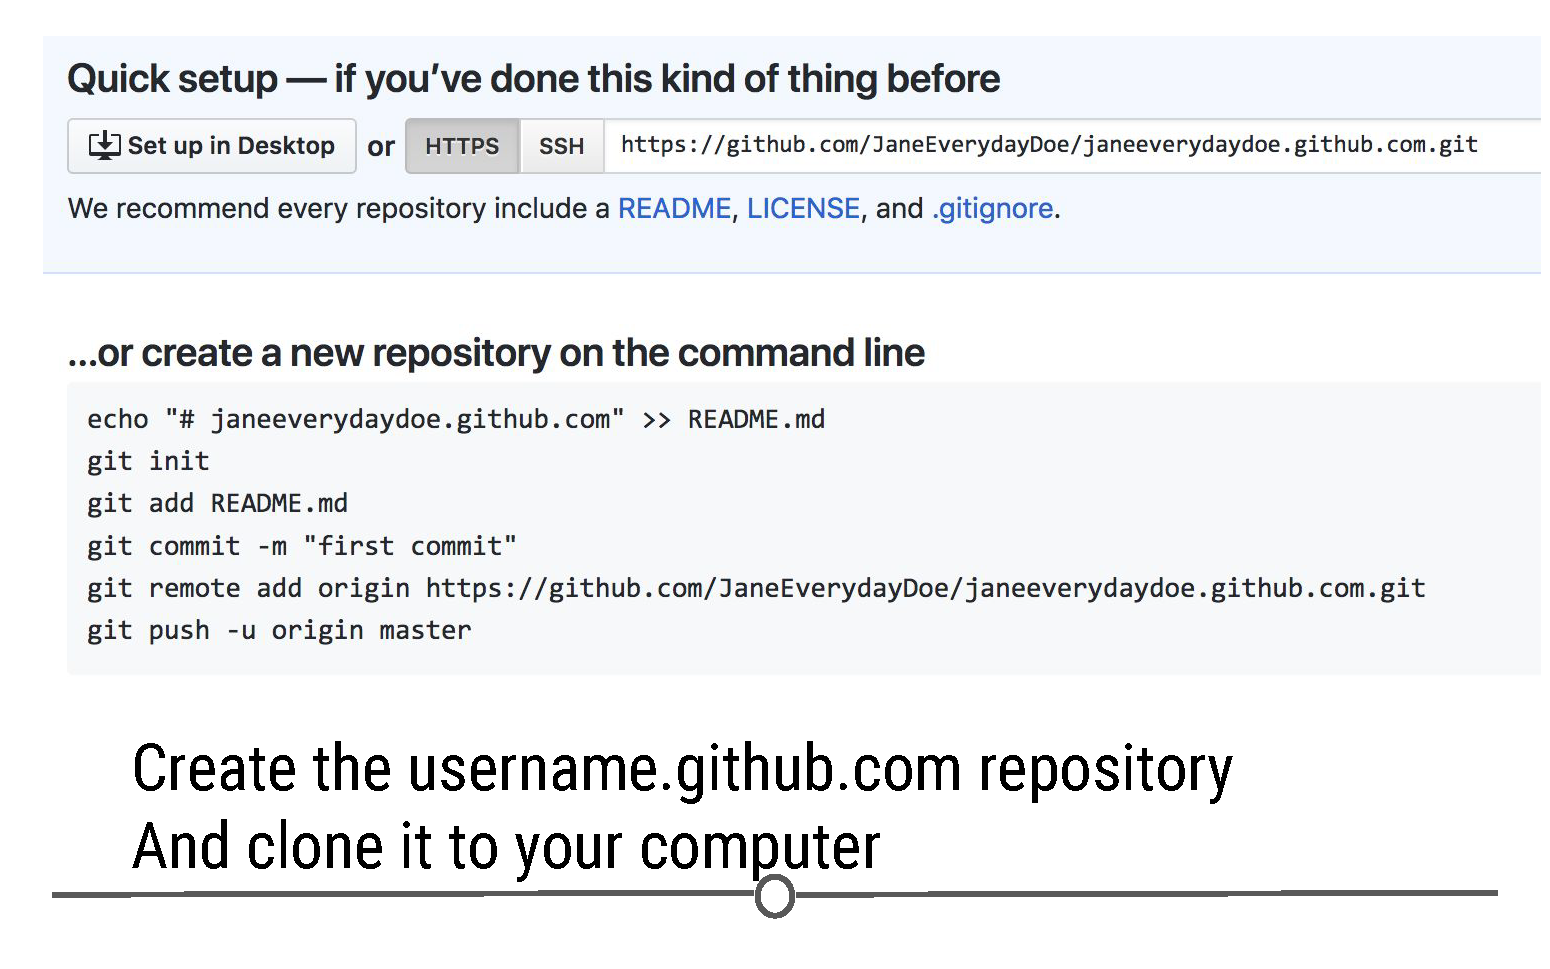 Quick setup — if you’ve done this kind of thing before
Set up in Desktop or HTTPS SSH https://github.com/JaneEverydayDoe/janeeverydaydoe.github.com.git
We recommend every repository include a README, LICENSE, and .gitignore.
…or create a new repository on the command line
echo "# janeeverydaydoe.github.com" >> README.md
git init
git add README.md
git commit -m "first commit"
git remote add origin https://github.com/JaneEverydayDoe/janeeverydaydoe.github.com.git
git push -u origin master
Create the username.github.com repository
And clone it to your computer